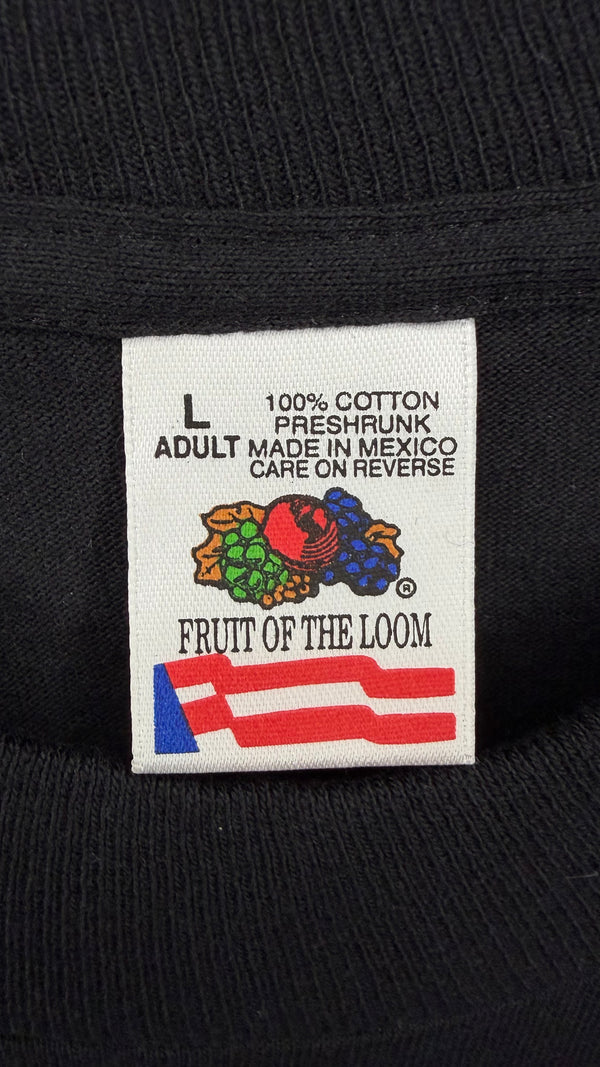 L
ADULT
100% COTTON
PRESHRUNK
MADE IN MEXICO
CARE ON REVERSE
®
FRUIT OF THE LOOM